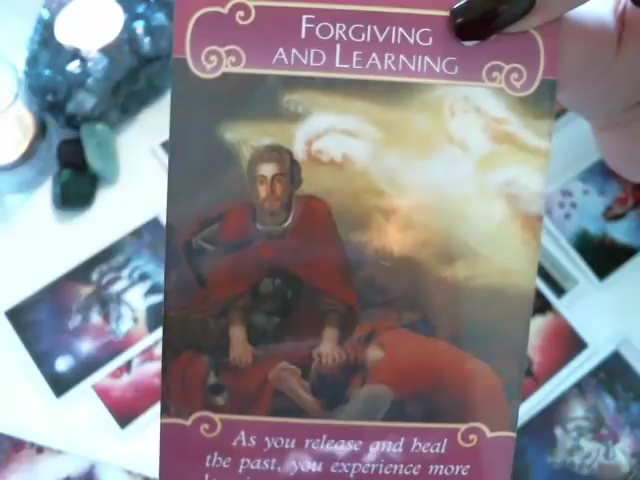 FORGIVING
AND LEARNING
As you release and heal
the past, you experience more